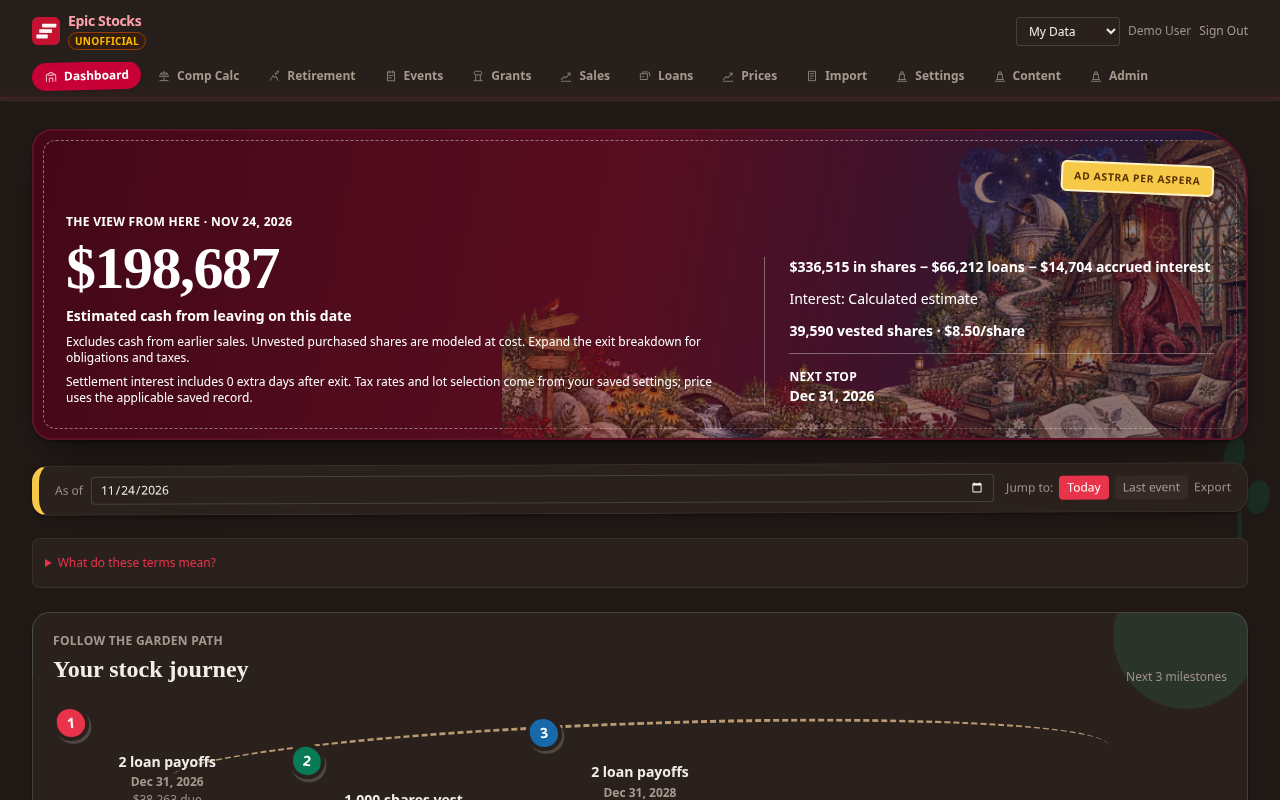 Epic Stocks
UNOFFICIAL
My Data
Demo User
Sign Out
Dashboard
Comp Calc
Retirement
Events
Grants
Sales
Loans
Prices
Import
Settings
Content
Admin
AD ASTRA PER ASPERA
THE VIEW FROM HERE · NOV 24, 2026
$198,687
Estimated cash from leaving on this date
Excludes cash from earlier sales. Unvested purchased shares are modeled at cost. Expand the exit breakdown for
obligations and taxes.
Settlement interest includes 0 extra days after exit. Tax rates and lot selection come from your saved settings; price
uses the applicable saved record.
$336,515 in shares − $66,212 loans − $14,704 accrued interest
Interest: Calculated estimate
39,590 vested shares · $8.50/share
NEXT STOP
Dec 31, 2026
As of
11/24/2026
Jump to:
Today
Last event
Export
What do these terms mean?
FOLLOW THE GARDEN PATH
Your stock journey
Next 3 milestones
1
2 loan payoffs
Dec 31, 2026
$38,263 due
2
1,000 shares vest
3
2 loan payoffs
Dec 31, 2028